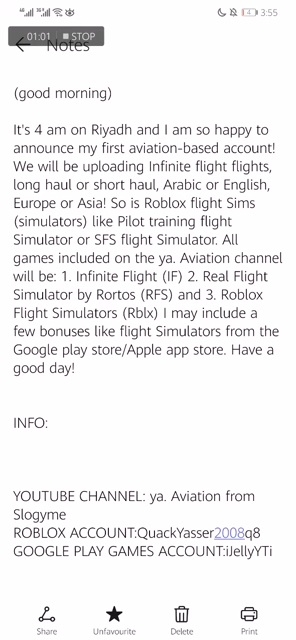 3:55
01:01 STOP
Notes
(good morning)
It's 4 am on Riyadh and I am so happy to
announce my first aviation-based account!
We will be uploading Infinite flight flights,
long haul or short haul, Arabic or English,
Europe or Asia! So is Roblox flight Sims
(simulators) like Pilot training flight
Simulator or SFS flight Simulator. All
games included on the ya. Aviation channel
will be: 1. Infinite Flight (IF) 2. Real Flight
Simulator by Rortos (RFS) and 3. Roblox
Flight Simulators (Rblx) I may include a
few bonuses like flight Simulators from the
Google play store/Apple app store. Have a
good day!
INFO:
YOUTUBE CHANNEL: ya. Aviation from
Slogyme
ROBLOX ACCOUNT:QuackYasser2008q8
GOOGLE PLAY GAMES ACCOUNT:iJellyYTi
Share Unfavourite Delete Print